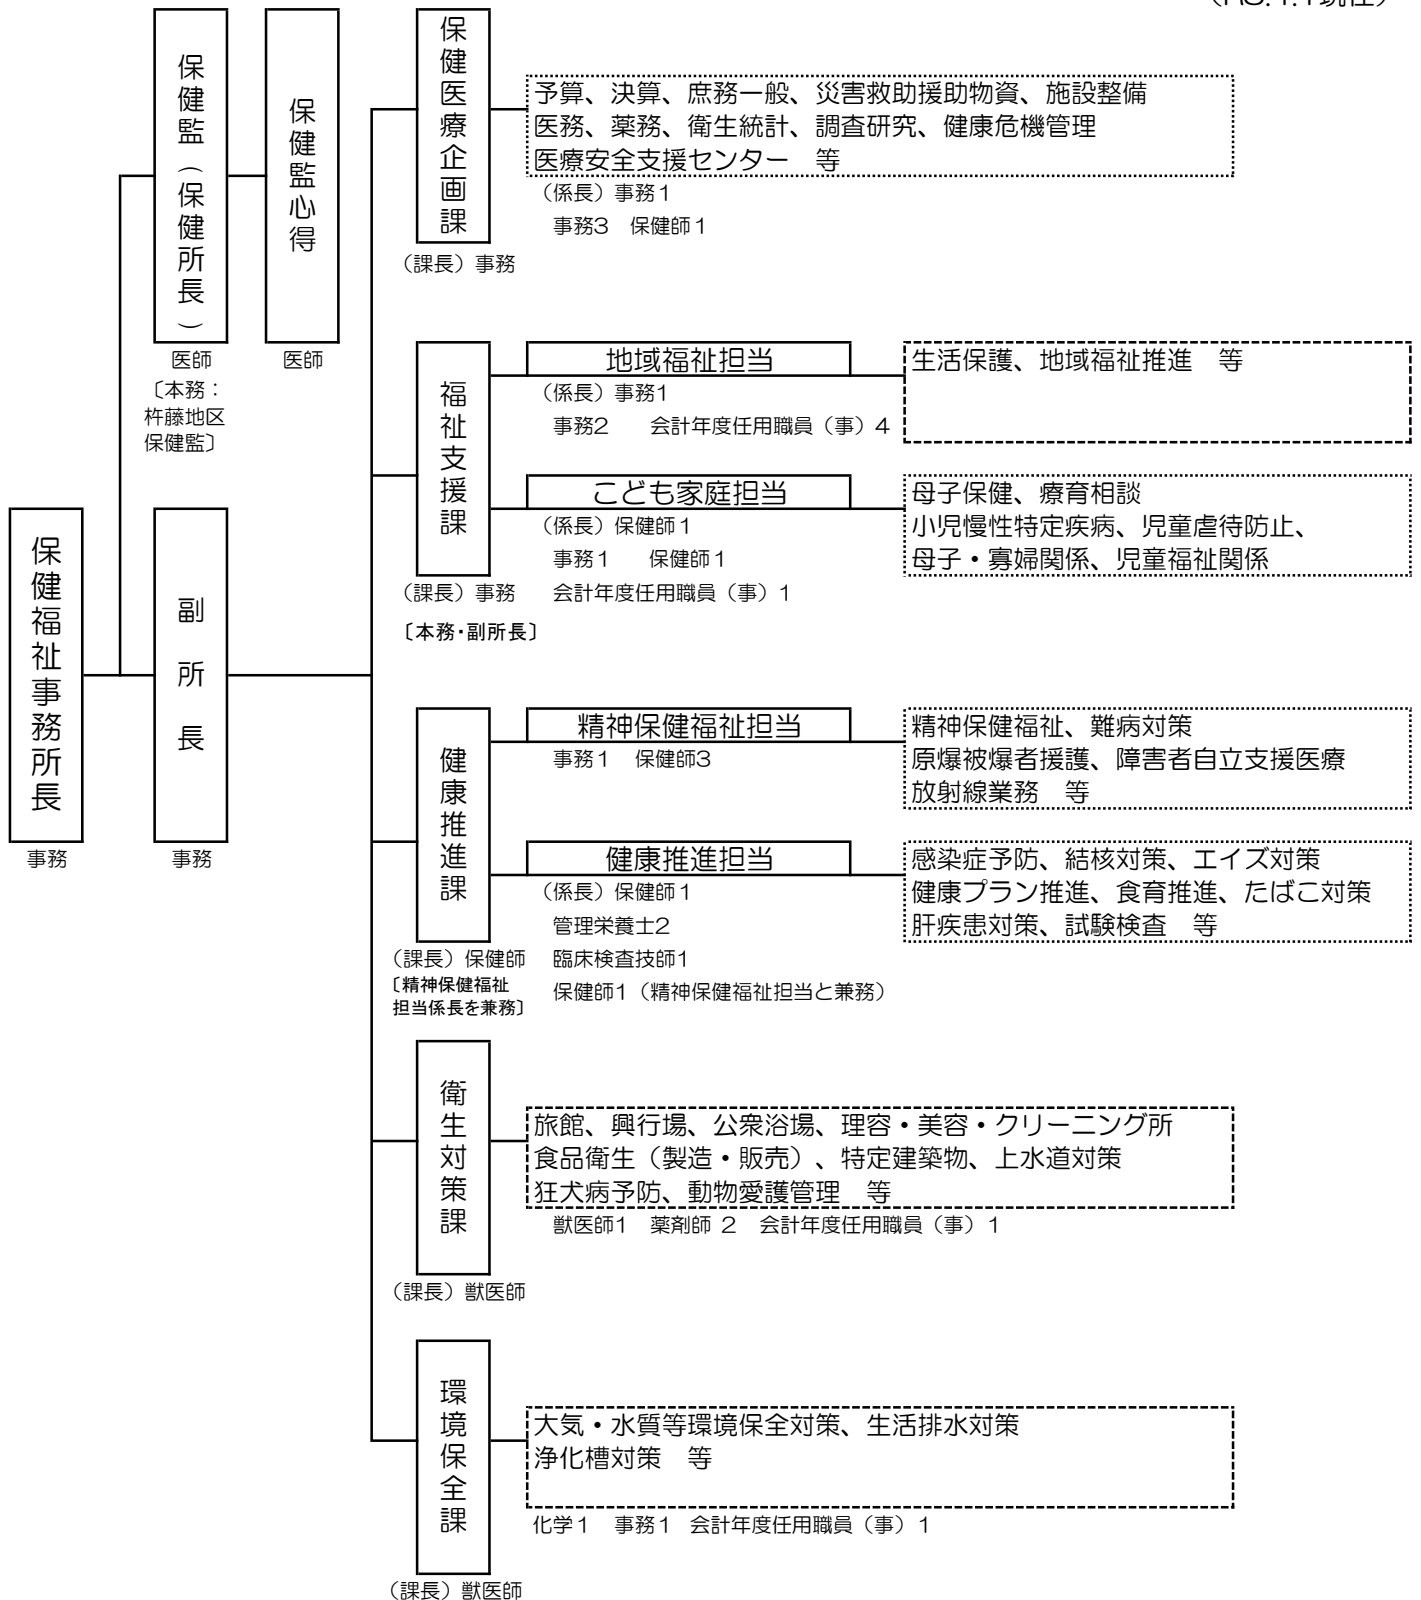 保健監（保健所長）
医師
〔本務：
杵藤地区
保健監〕
保健監心得
医師
保健福祉事務所長
事務
副所長
事務
保健医療企画課
（課長）事務
予算、決算、庶務一般、災害救助援助物資、施設整備
医務、薬務、衛生統計、調査研究、健康危機管理
医療安全支援センター　等
（係長）事務１
事務3　保健師１
福祉支援課
（課長）事務
〔本務・副所長〕
地域福祉担当
（係長）事務1
事務2　　会計年度任用職員（事）4
生活保護、地域福祉推進　等
こども家庭担当
（係長）保健師１
事務１　　保健師１
会計年度任用職員（事）1
母子保健、療育相談
小児慢性特定疾病、児童虐待防止、
母子・寡婦関係、児童福祉関係
健康推進課
（課長）保健師
〔精神保健福祉
担当係長を兼務〕
精神保健福祉担当
事務１　保健師3
精神保健福祉、難病対策
原爆被爆者援護、障害者自立支援医療
放射線業務　等
健康推進担当
（係長）保健師１
管理栄養士2
臨床検査技師1
保健師１（精神保健福祉担当と兼務）
感染症予防、結核対策、エイズ対策
健康プラン推進、食育推進、たばこ対策
肝疾患対策、試験検査　等
衛生対策課
（課長）獣医師
旅館、興行場、公衆浴場、理容・美容・クリーニング所
食品衛生（製造・販売）、特定建築物、上水道対策
狂犬病予防、動物愛護管理　等
獣医師1　薬剤師 2　会計年度任用職員（事）1
環境保全課
（課長）獣医師
大気・水質等環境保全対策、生活排水対策
浄化槽対策　等
化学１　事務１　会計年度任用職員（事）1